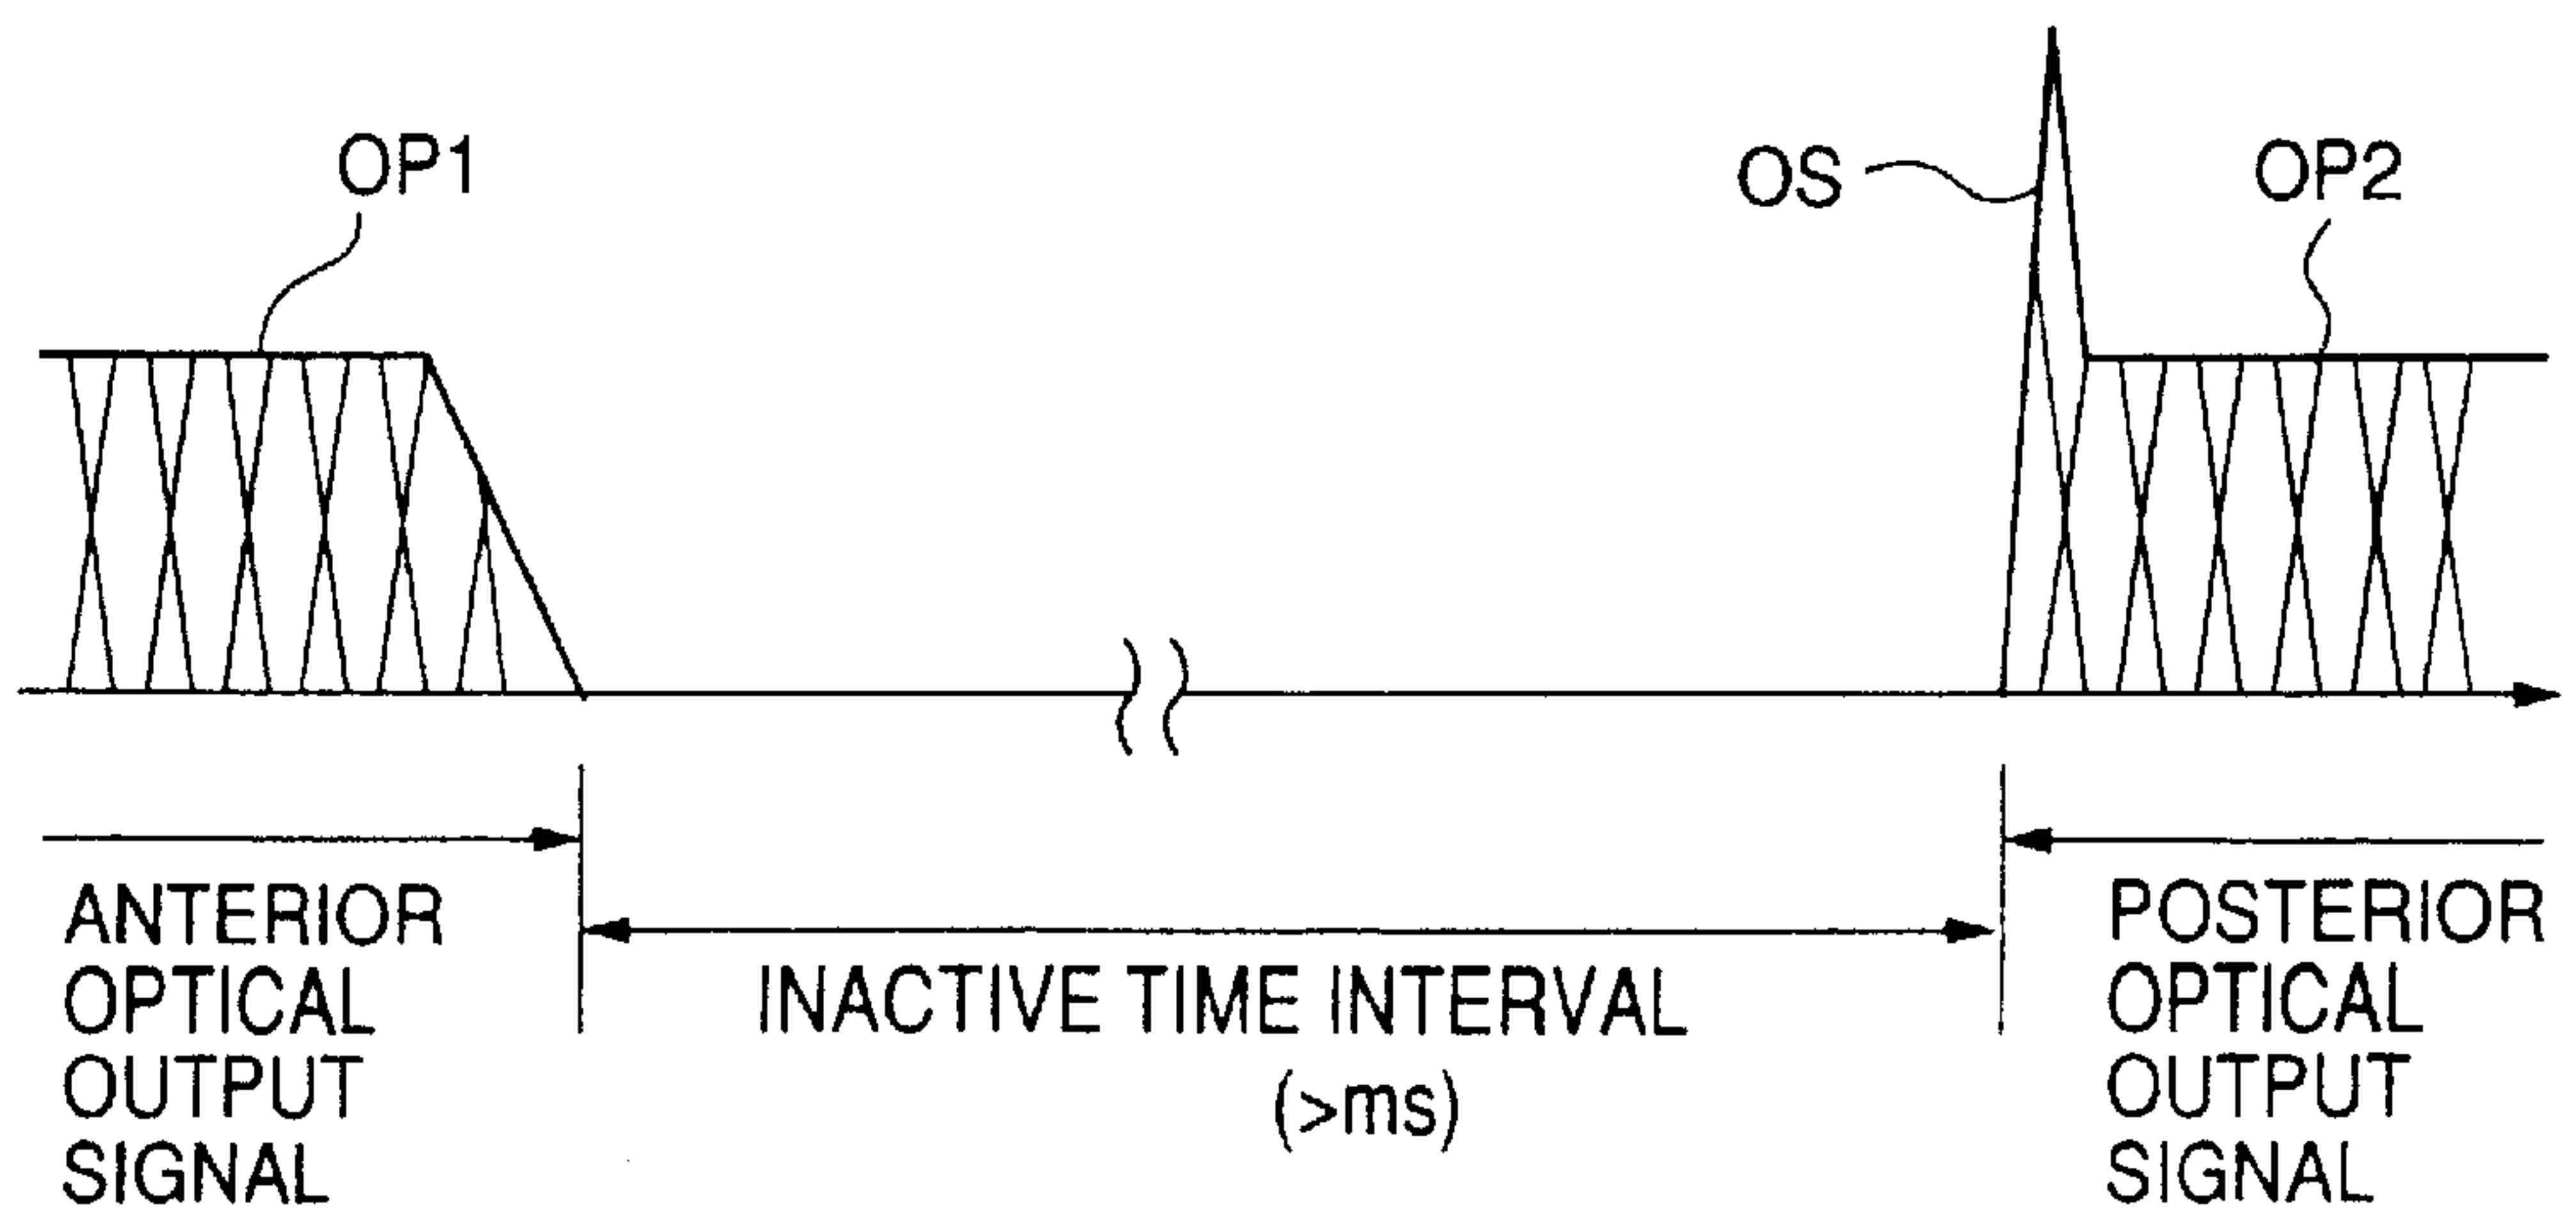 OP1
OS
OP2
ANTERIOR
OPTICAL
OUTPUT
SIGNAL
INACTIVE TIME INTERVAL
(>ms)
POSTERIOR
OPTICAL
OUTPUT
SIGNAL